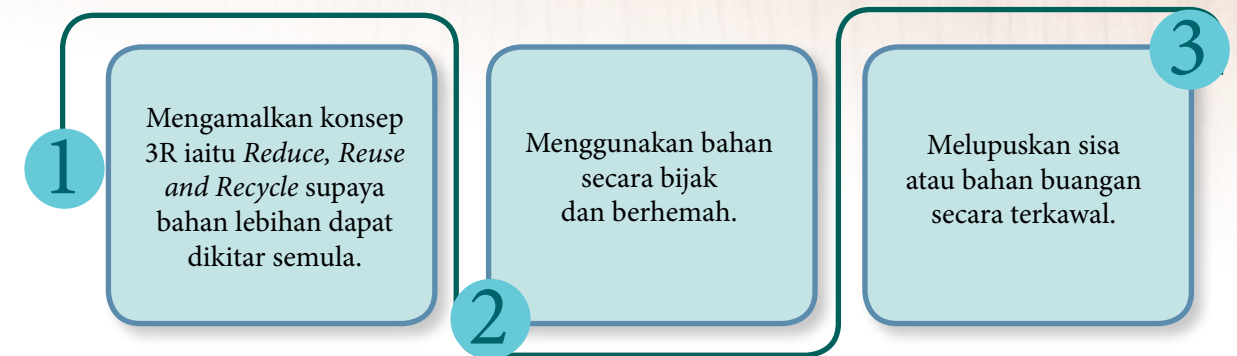 1
Mengamalkan konsep
3R iaitu Reduce, Reuse
and Recycle supaya
bahan lebihan dapat
dikitar semula.
2
Menggunakan bahan
secara bijak
dan berhemah.
3
Melupuskan sisa
atau bahan buangan
secara terkawal.